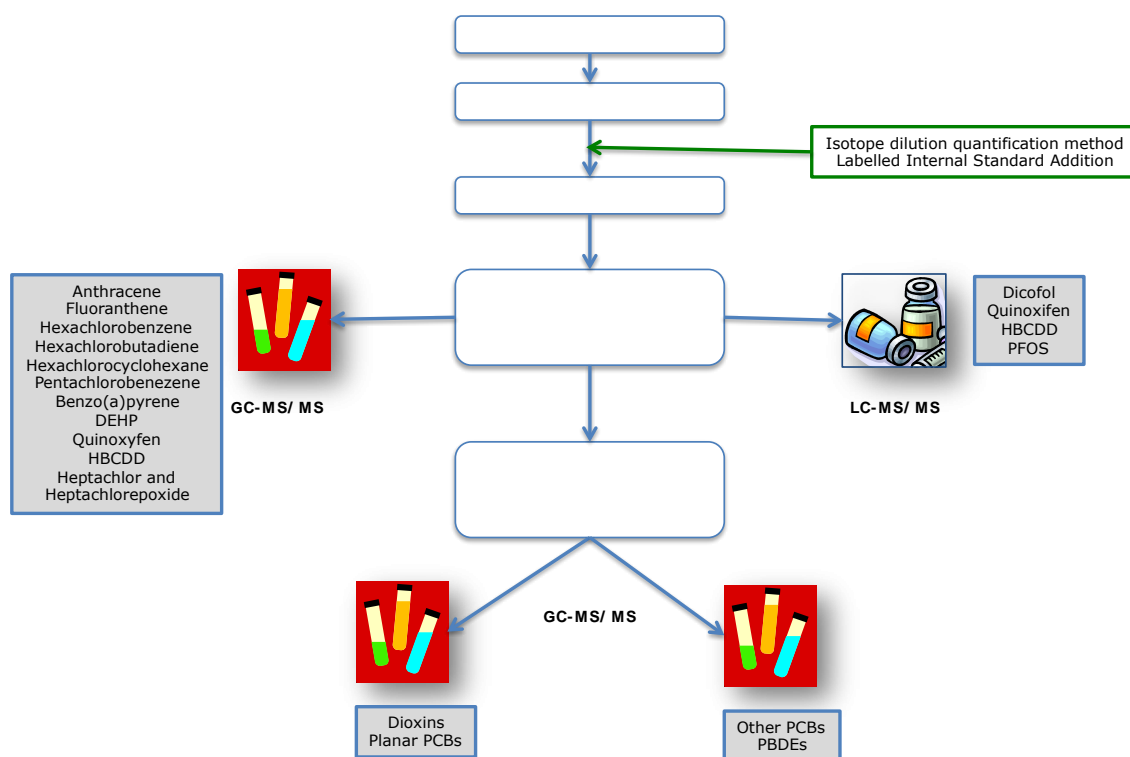 Isotope dilution quantification method
Labelled Internal Standard Addition
Anthracene
Fluoranthene
Hexachlorobenzene
Hexachlorobutadiene
Hexachlorocyclohexane
Pentachlorobenezene
Benzo(a)pyrene
DEHP
Quinoxyfen
HBCDD
Heptachlor and
Heptachlorepoxide
GC-MS/ MS
Dicofol
Quinoxifen
HBCDD
PFOS
LC-MS/ MS
GC-MS/ MS
Dioxins
Planar PCBs
Other PCBs
PBDEs